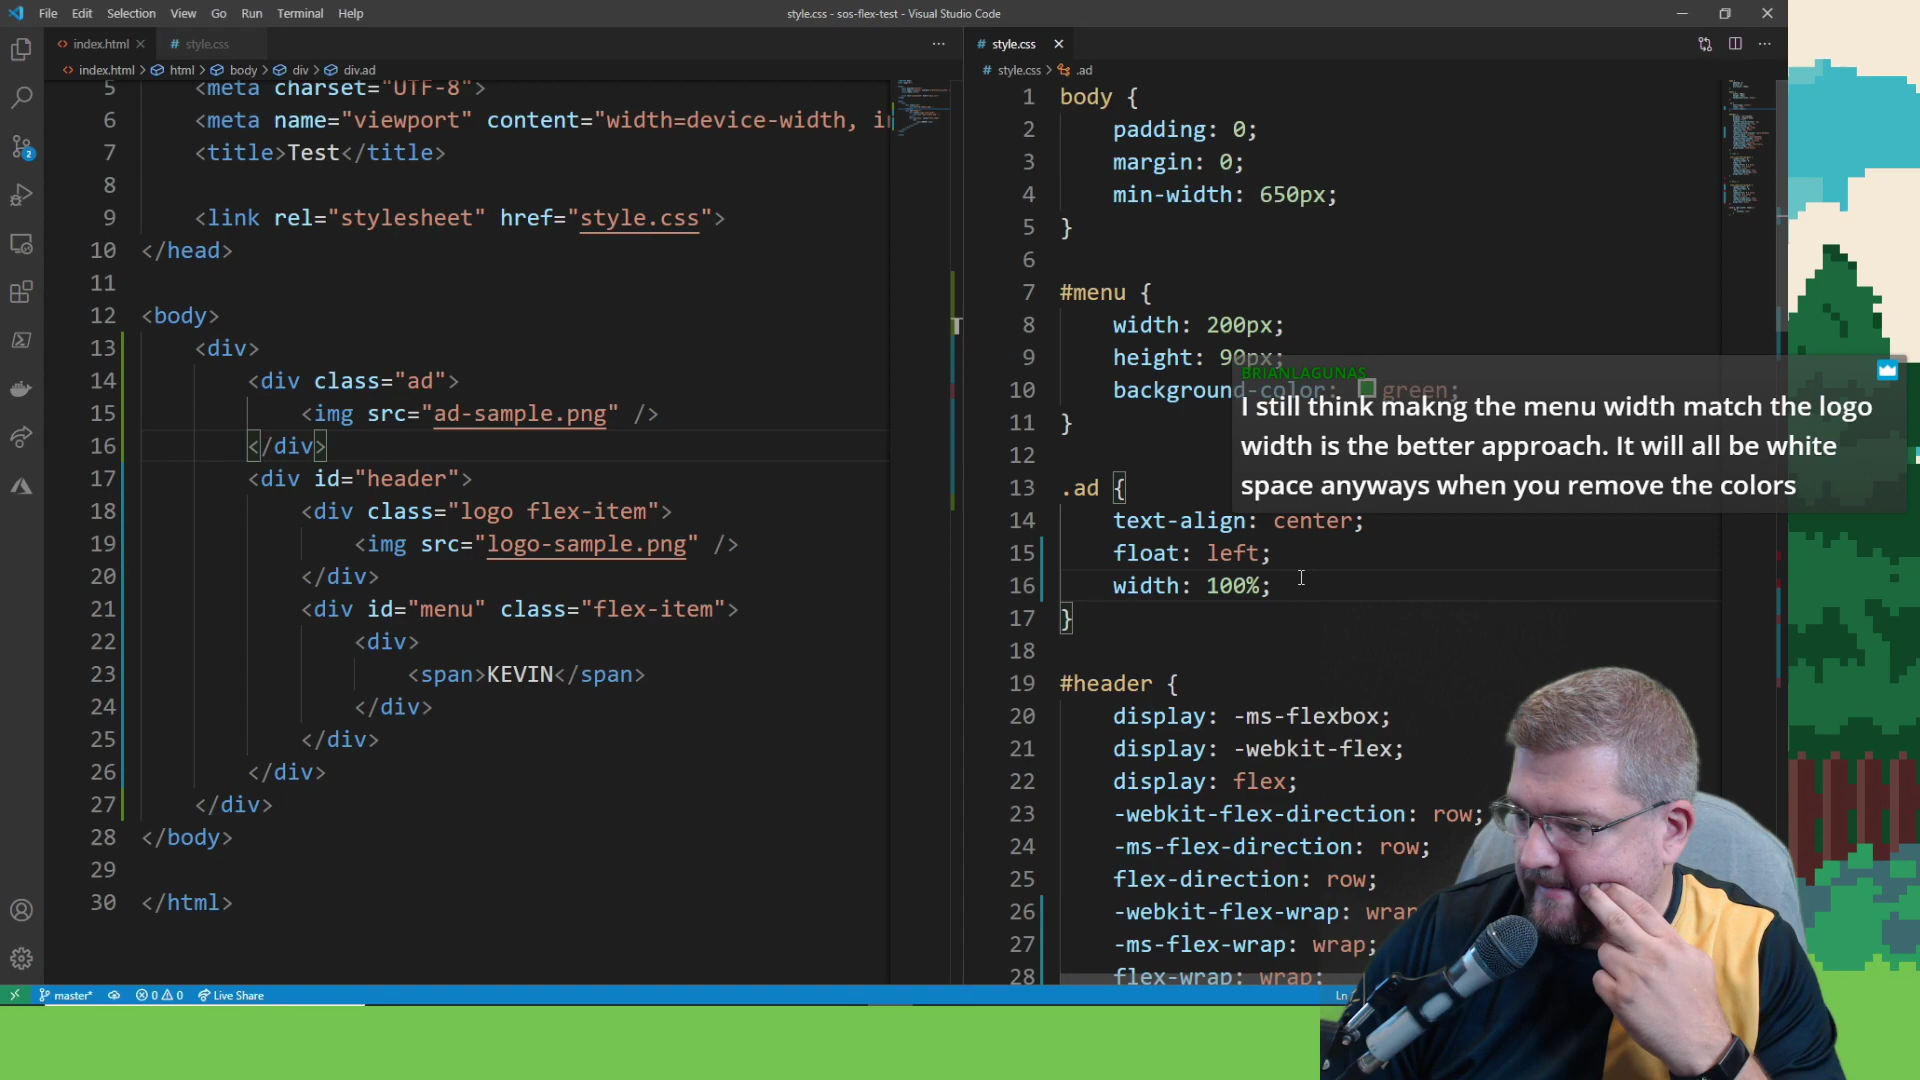 File Edit Selection View Go Run Terminal Help
style.css - sos-flex-test - Visual Studio Code
index.html
style.css
index.html > html > body > div > div.ad
5 <meta charset="UTF-8">
6 <meta name="viewport" content="width=device-width, i
7 <title>Test</title>
8
9 <link rel="stylesheet" href="style.css">
10 </head>
11
12 <body>
13 <div>
14 <div class="ad">
15 <img src="ad-sample.png" />
16 </div>
17 <div id="header">
18 <div class="logo flex-item">
19 <img src="logo-sample.png" />
20 </div>
21 <div id="menu" class="flex-item">
22 <div>
23 <span>KEVIN</span>
24 </div>
25 </div>
26 </div>
27 </div>
28 </body>
29
30 </html>
style.css
style.css > .ad
1 body {
2 padding: 0;
3 margin: 0;
4 min-width: 650px;
5 }
6
7 #menu {
8 width: 200px;
9 height: 90px;
10 background-color: green;
11 }
12
13 .ad {
14 text-align: center;
15 float: left;
16 width: 100%;
17 }
18
19 #header {
20 display: -ms-flexbox;
21 display: -webkit-flex;
22 display: flex;
23 -webkit-flex-direction: row;
24 -ms-flex-direction: row;
25 flex-direction: row;
26 -webkit-flex-wrap: wrap
27 -ms-flex-wrap: wrap;
28 flex-wrap: wrap;
BRIANLAGUNAS
I still think makng the menu width match the logo
width is the better approach. It will all be white
space anyways when you remove the colors
2
master* 0 0 Live Share
Ln